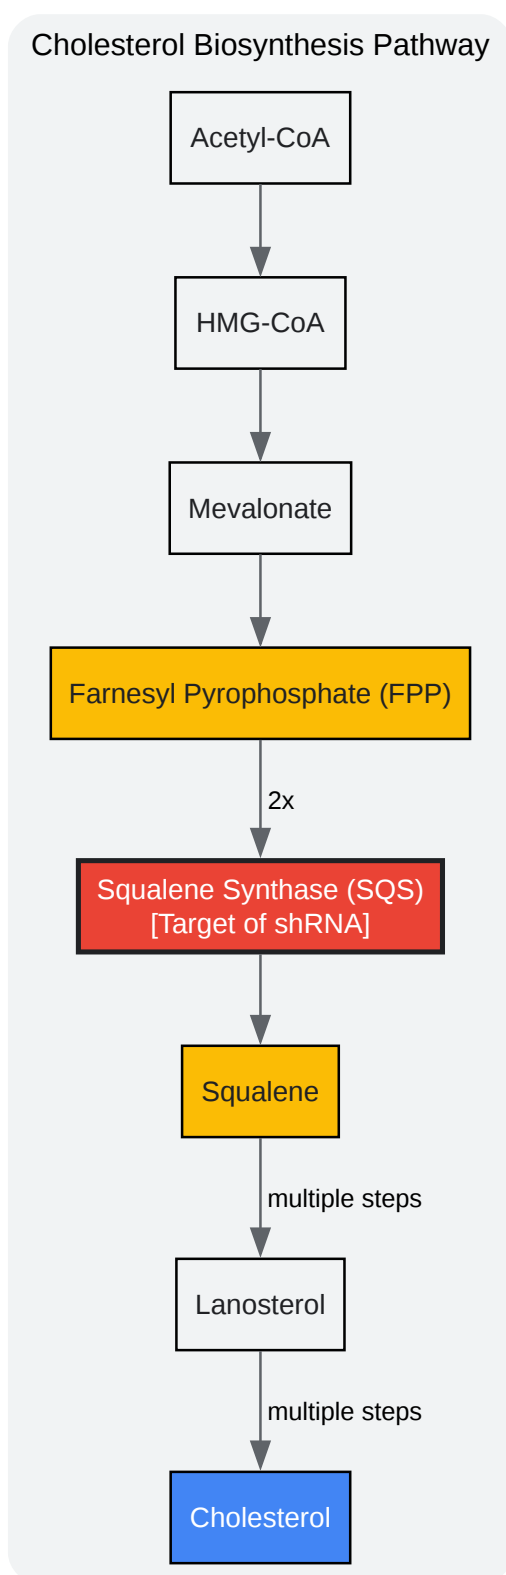 Cholesterol Biosynthesis Pathway
Acetyl-CoA
HMG-CoA
Mevalonate
Farnesyl Pyrophosphate (FPP)
2x
Squalene Synthase (SQS)
[Target of shRNA]
Squalene
multiple steps
Lanosterol
multiple steps
Cholesterol